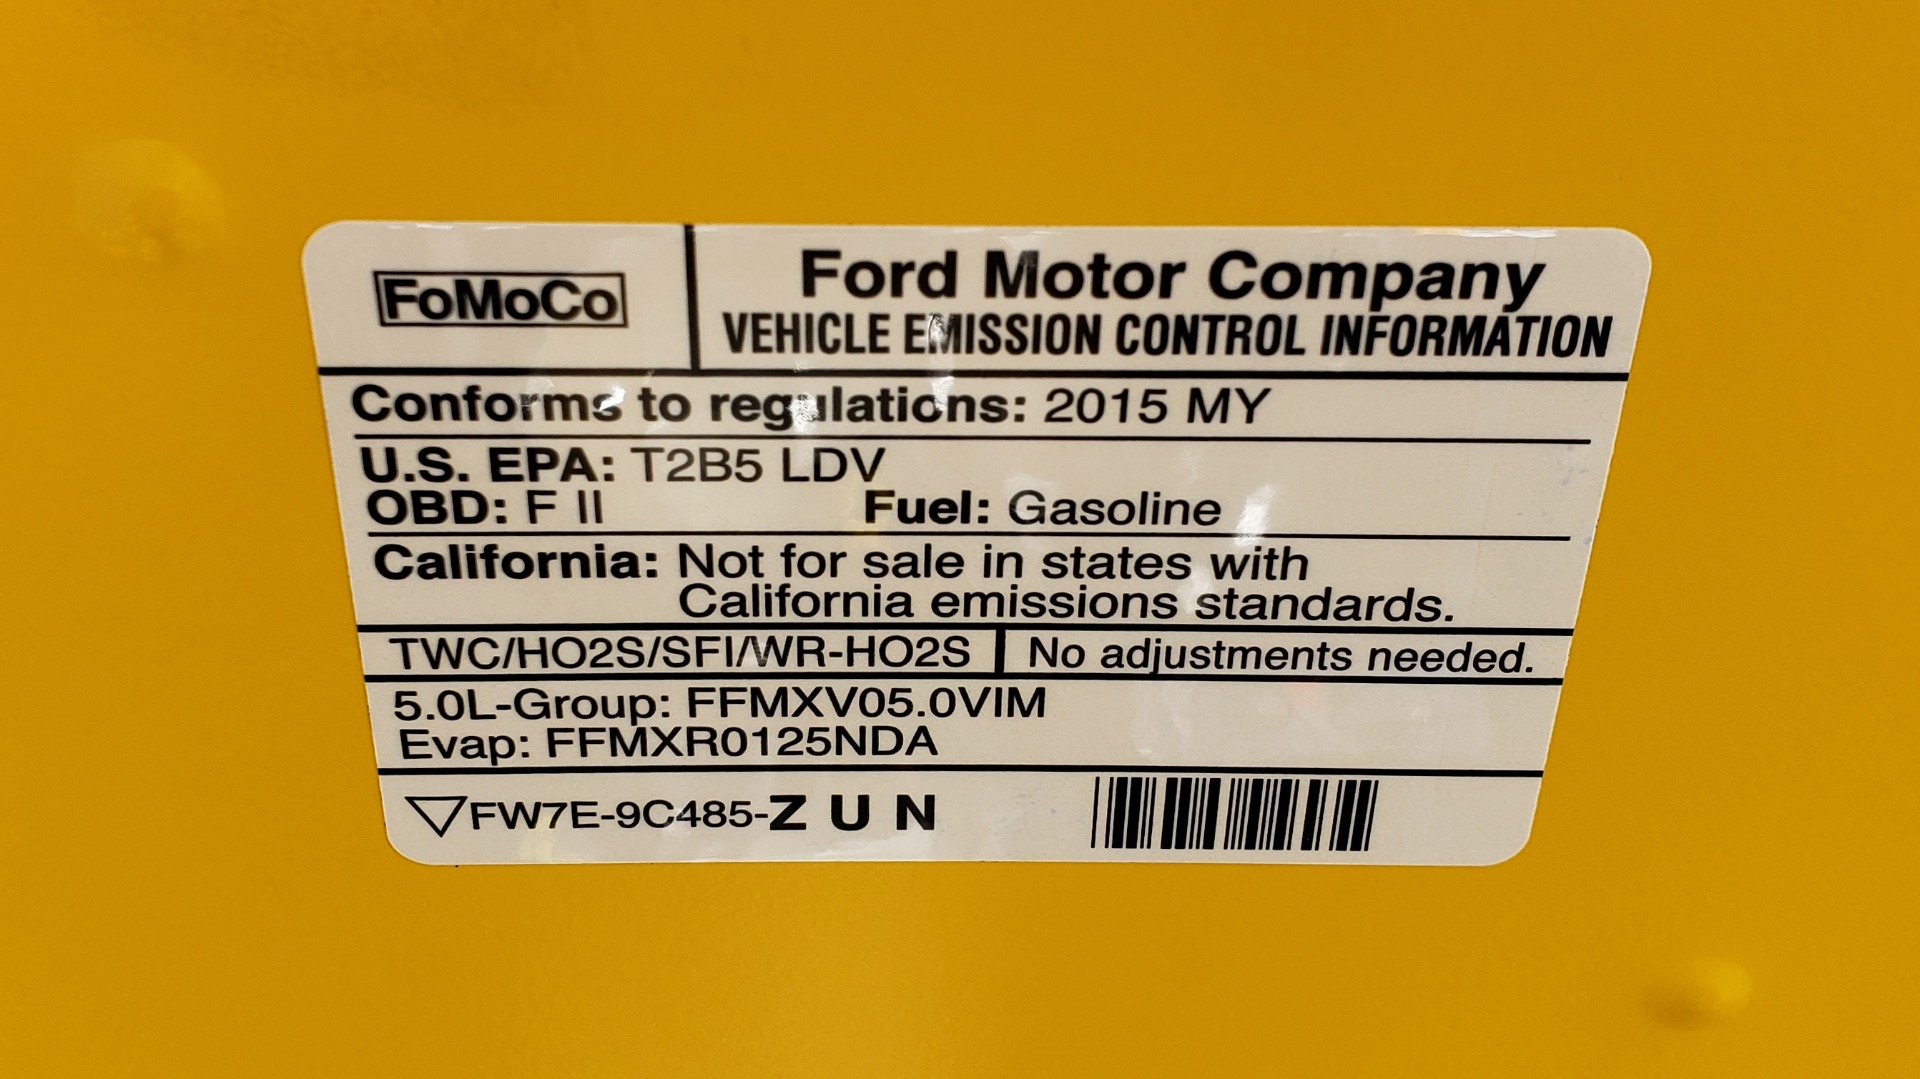 FoMoCo
Ford Motor Company
VEHICLE EMISSION CONTROL INFORMATION
Conforms to regulations: 2015 MY
U.S. EPA: T2B5 LDV
OBD: F II Fuel: Gasoline
California: Not for sale in states with
California emissions standards.
TWC/HO2S/SFI/WR-HO2S No adjustments needed.
5.0L-Group: FFMXV05.0VIM
Evap: FFMXR0125NDA
FW7E-9C485-Z U N